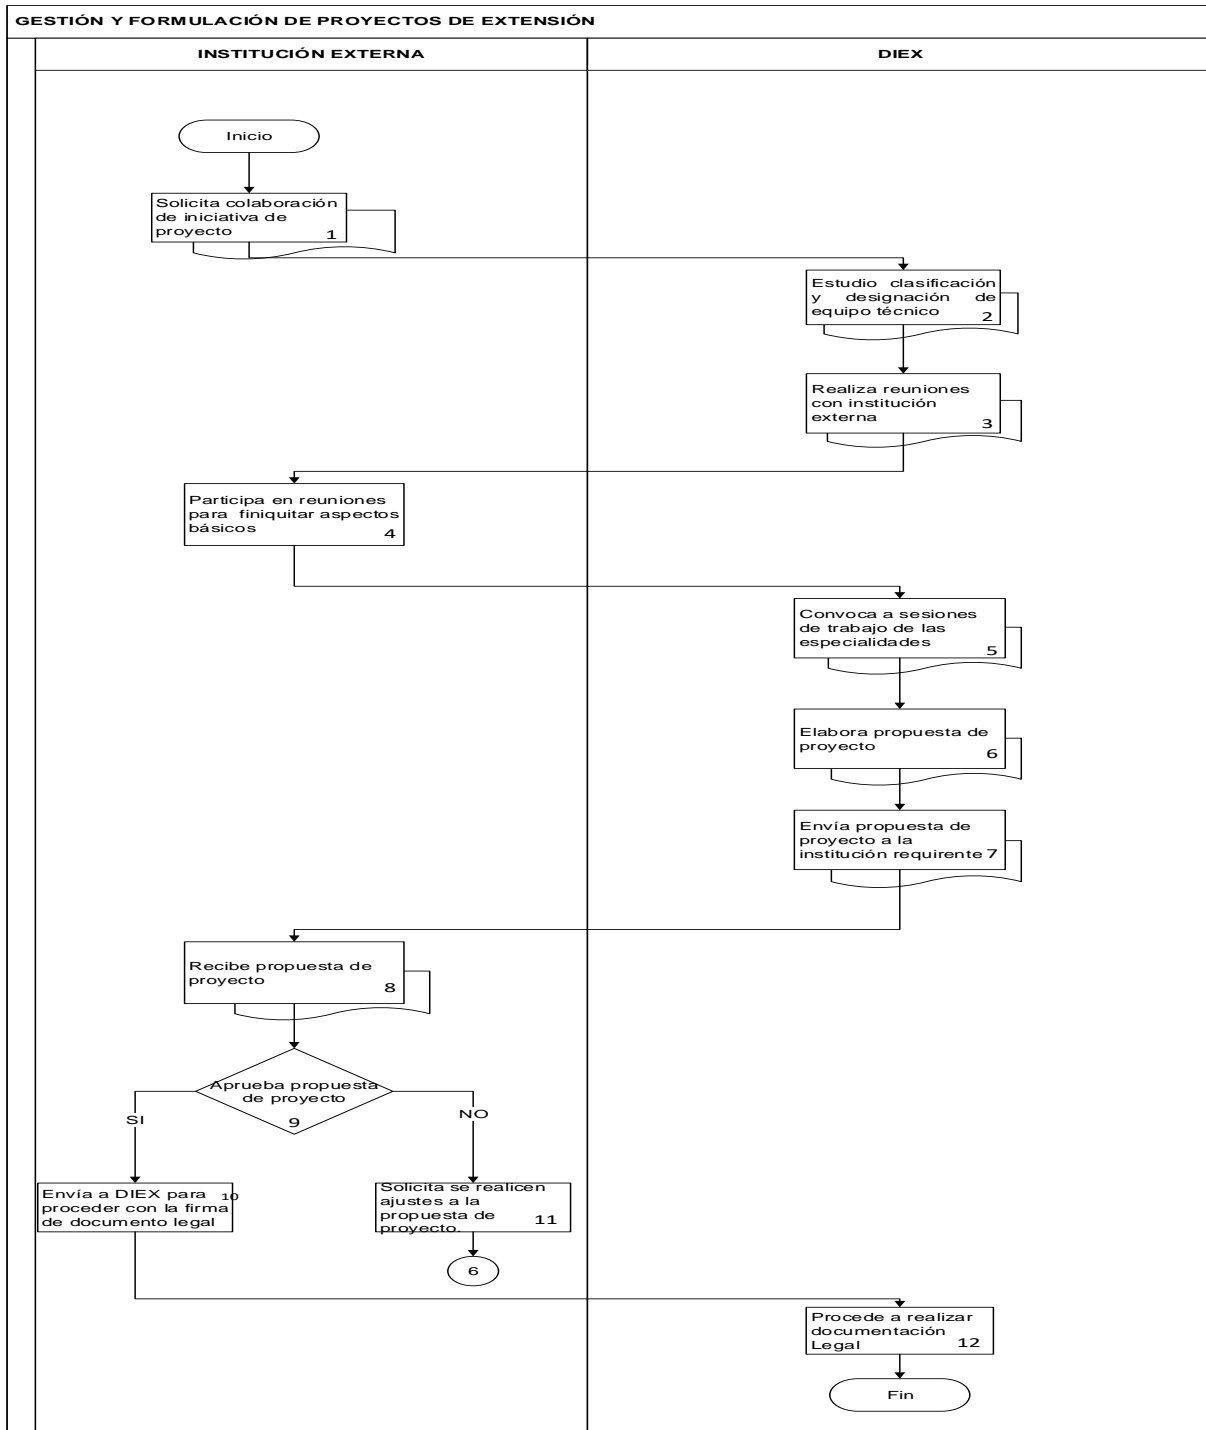 GESTIÓN Y FORMULACIÓN DE PROYECTOS DE EXTENSIÓN
INSTITUCIÓN EXTERNA
DIEX
Inicio
Solicita colaboración
de iniciativa de
proyecto 1
Estudio clasificación
y designación de
equipo técnico 2
Realiza reuniones
con institución
externa 3
Participa en reuniones
para finiquitar aspectos
básicos 4
Convoca a sesiones
de trabajo de las
especialidades 5
Elabora propuesta de
proyecto 6
Envía propuesta de
proyecto a la
institución requirente 7
Recibe propuesta de
proyecto 8
Aprueba propuesta
de proyecto
9
SI
NO
Envía a DIEX para 10
proceder con la firma
de documento legal
Solicita se realicen
ajustes a la
propuesta de 11
proyecto.
6
Procede a realizar
documentación
Legal 12
Fin